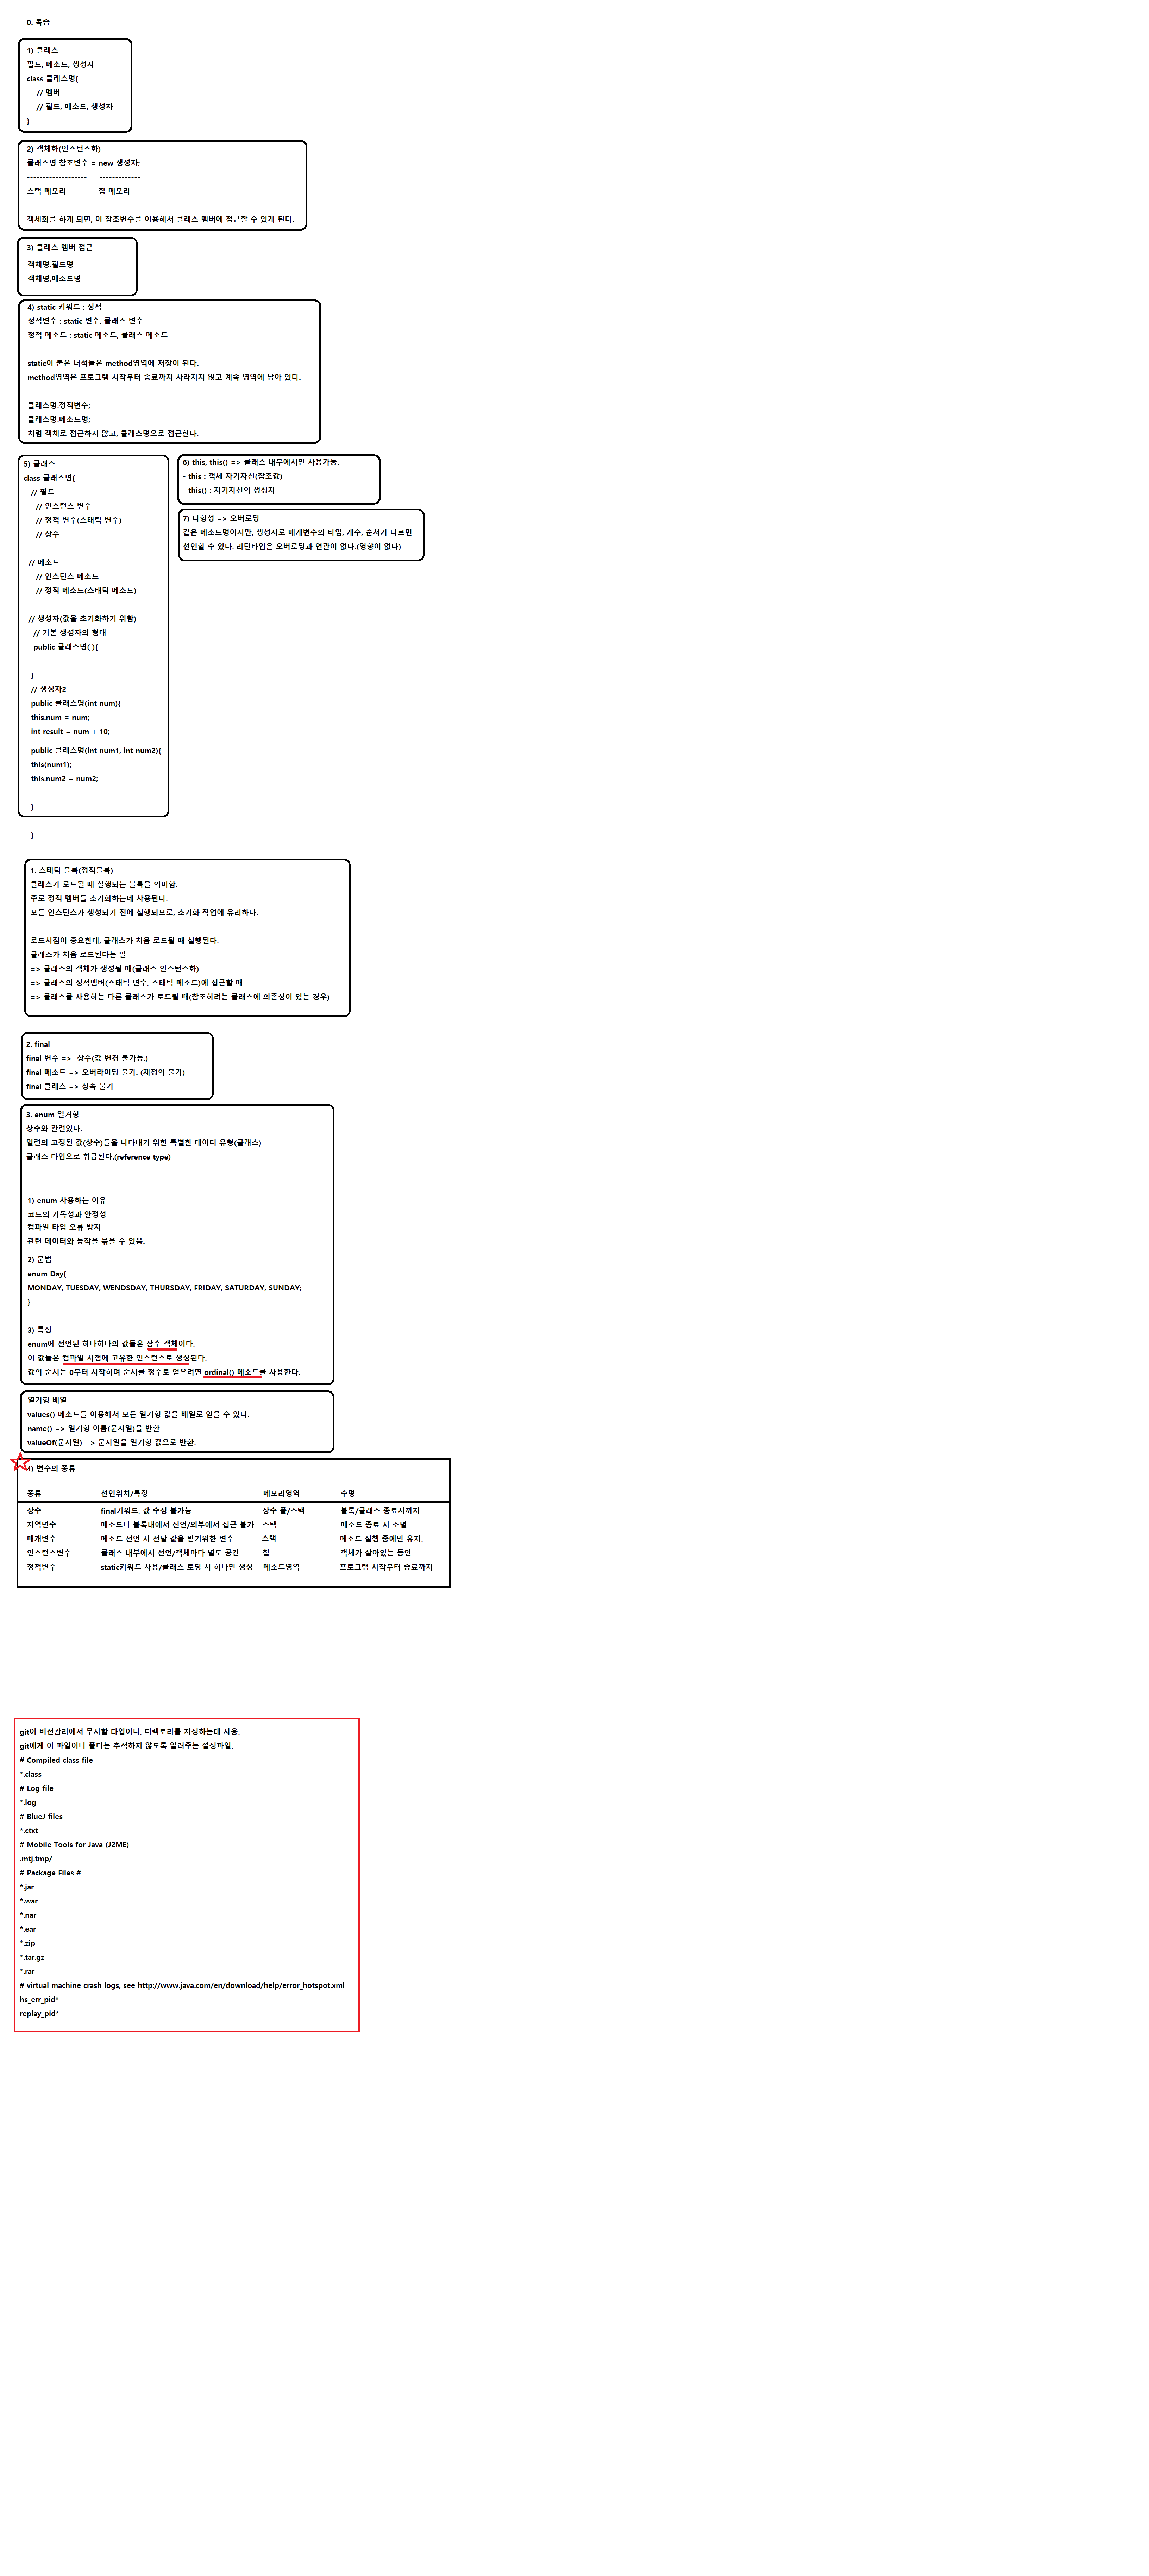 0. 복습
1) 클래스
필드, 메소드, 생성자
class 클래스명{
// 멤버
// 필드, 메소드, 생성자
}
2) 객체화(인스턴스화)
클래스명 참조변수 = new 생성자;
------------------- -------------
스택 메모리 힙 메모리
객체화를 하게 되면, 이 참조변수를 이용해서 클래스 멤버에 접근할 수 있게 된다.
3) 클래스 멤버 접근
객체명.필드명
객체명.메소드명
4) static 키워드 : 정적
정적변수 : static 변수, 클래스 변수
정적 메소드 : static 메소드, 클래스 메소드
static이 붙은 녀석들은 method영역에 저장이 된다.
method영역은 프로그램 시작부터 종료까지 사라지지 않고 계속 영역에 남아 있다.
클래스명.정적변수;
클래스명.메소드명;
처럼 객체로 접근하지 않고, 클래스명으로 접근한다.
5) 클래스
class 클래스명{
// 필드
// 인스턴스 변수
// 정적 변수(스태틱 변수)
// 상수
// 메소드
// 인스턴스 메소드
// 정적 메소드(스태틱 메소드)
// 생성자(값을 초기화하기 위함)
// 기본 생성자의 형태
public 클래스명( ){
}
// 생성자2
public 클래스명(int num){
this.num = num;
int result = num + 10;
public 클래스명(int num1, int num2){
this(num1);
this.num2 = num2;
}
}
6) this, this() => 클래스 내부에서만 사용가능.
- this : 객체 자기자신(참조값)
- this() : 자기자신의 생성자
7) 다형성 => 오버로딩
같은 메소드명이지만, 생성자로 매개변수의 타입, 개수, 순서가 다르면
선언할 수 있다. 리턴타입은 오버로딩과 연관이 없다.(영향이 없다)
1. 스태틱 블록(정적블록)
클래스가 로드될 때 실행되는 블록을 의미함.
주로 정적 멤버를 초기화하는데 사용된다.
모든 인스턴스가 생성되기 전에 실행되므로, 초기화 작업에 유리하다.
로드시점이 중요한데, 클래스가 처음 로드될 때 실행된다.
클래스가 처음 로드된다는 말
=> 클래스의 객체가 생성될 때(클래스 인스턴스화)
=> 클래스의 정적멤버(스태틱 변수, 스태틱 메소드)에 접근할 때
=> 클래스를 사용하는 다른 클래스가 로드될 때(참조하려는 클래스에 의존성이 있는 경우)
2. final
final 변수 => 상수(값 변경 불가능.)
final 메소드 => 오버라이딩 불가. (재정의 불가)
final 클래스 => 상속 불가
3. enum 열거형
상수와 관련있다.
일련의 고정된 값(상수)들을 나타내기 위한 특별한 데이터 유형(클래스)
클래스 타입으로 취급된다.(reference type)
1) enum 사용하는 이유
코드의 가독성과 안정성
컴파일 타임 오류 방지
관련 데이터와 동작을 묶을 수 있음.
2) 문법
enum Day{
MONDAY, TUESDAY, WENDSDAY, THURSDAY, FRIDAY, SATURDAY, SUNDAY;
}
3) 특징
enum에 선언된 하나하나의 값들은 상수 객체이다.
이 값들은 컴파일 시점에 고유한 인스턴스로 생성된다.
값의 순서는 0부터 시작하며 순서를 정수로 얻으려면 ordinal() 메소드를 사용한다.
열거형 배열
values() 메소드를 이용해서 모든 열거형 값을 배열로 얻을 수 있다.
name() => 열거형 이름(문자열)을 반환
valueOf(문자열) => 문자열을 열거형 값으로 반환.
4) 변수의 종류
종류 선언위치/특징 메모리영역 수명
상수 final키워드, 값 수정 불가능 상수 풀/스택 블록/클래스 종료시까지
지역변수 메소드나 블록내에서 선언/외부에서 접근 불가 스택 메소드 종료 시 소멸
매개변수 메소드 선언 시 전달 값을 받기위한 변수 스택 메소드 실행 중에만 유지.
인스턴스변수 클래스 내부에서 선언/객체마다 별도 공간 힙 객체가 살아있는 동안
정적변수 static키워드 사용/클래스 로딩 시 하나만 생성 메소드영역 프로그램 시작부터 종료까지
git이 버전관리에서 무시할 타입이나, 디렉토리를 지정하는데 사용.
git에게 이 파일이나 폴더는 추적하지 않도록 알려주는 설정파일.
# Compiled class file
*.class
# Log file
*.log
# BlueJ files
*.ctxt
# Mobile Tools for Java (J2ME)
.mtj.tmp/
# Package Files #
*.jar
*.war
*.nar
*.ear
*.zip
*.tar.gz
*.rar
# virtual machine crash logs, see http://www.java.com/en/download/help/error_hotspot.xml
hs_err_pid*
replay_pid*